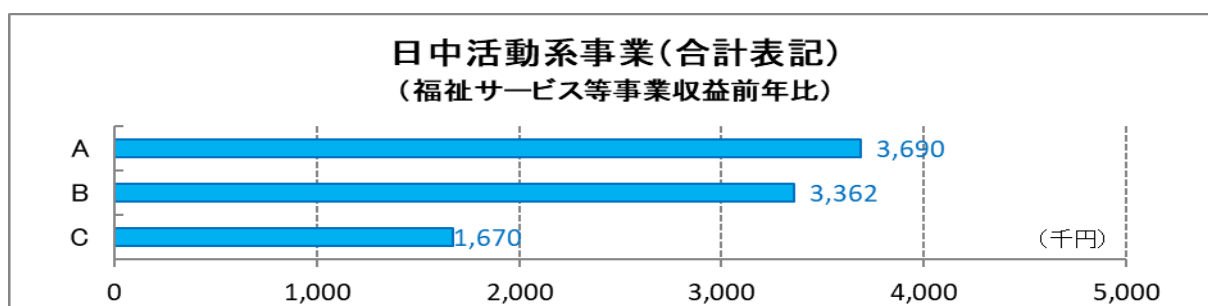 日中活動系事業(合計表記)
(福祉サービス等事業収益前年比)
A 3,690
B 3,362
C 1,670
(千円)
0 1,000 2,000 3,000 4,000 5,000